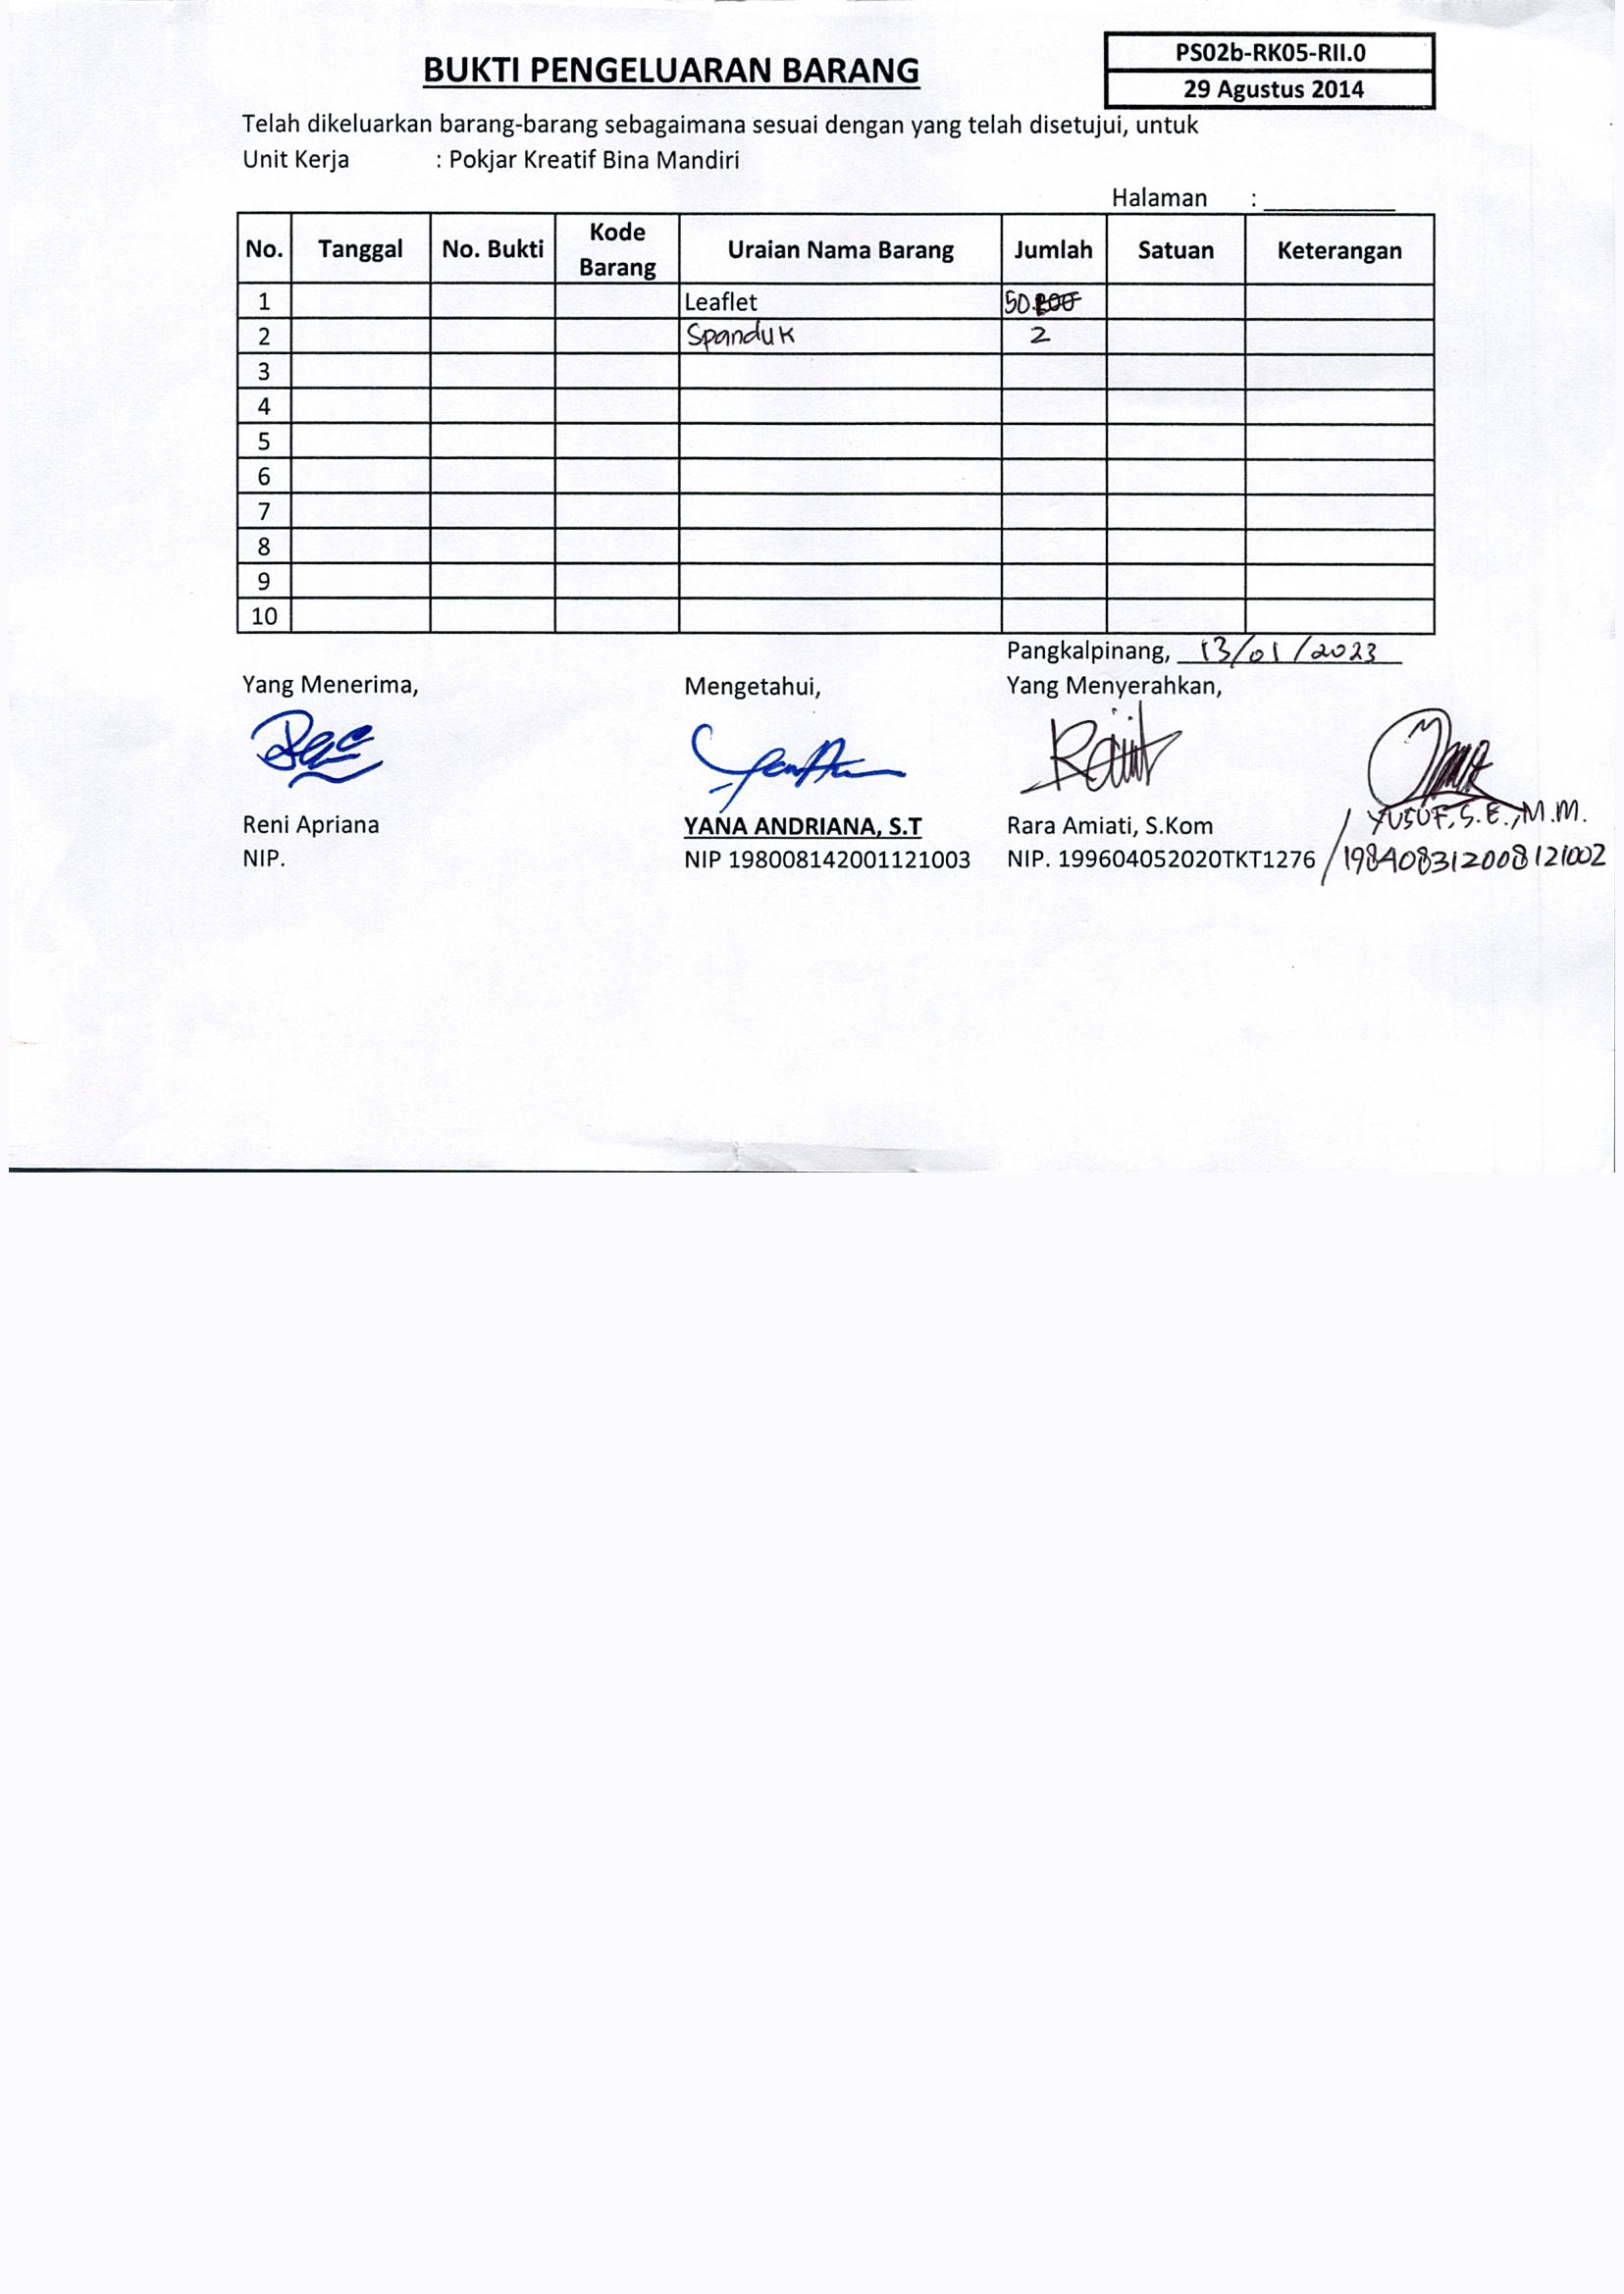 PS02b-RK05-RII.0
BUKTI PENGELUARAN BARANG
29 Agustus 2014
Telah dikeluarkan barang-barang sebagaimana sesuai dengan yang telah disetujui, untuk
Unit Kerja : Pokjar Kreatif Bina Mandiri
Halaman : __________
No. Tanggal No. Bukti Kode Barang Uraian Nama Barang Jumlah Satuan Keterangan
1 Leaflet 50
2 Spanduk 2
3
4
5
6
7
8
9
10
Pangkalpinang, 13/01/2023
Yang Menerima, Mengetahui, Yang Menyerahkan,
Reni Apriana YANA ANDRIANA, S.T Rara Amiati, S.Kom / YUSUF, S.E., M.M.
NIP. NIP 198008142001121003 NIP. 199604052020TKT1276 / 198408312008121002